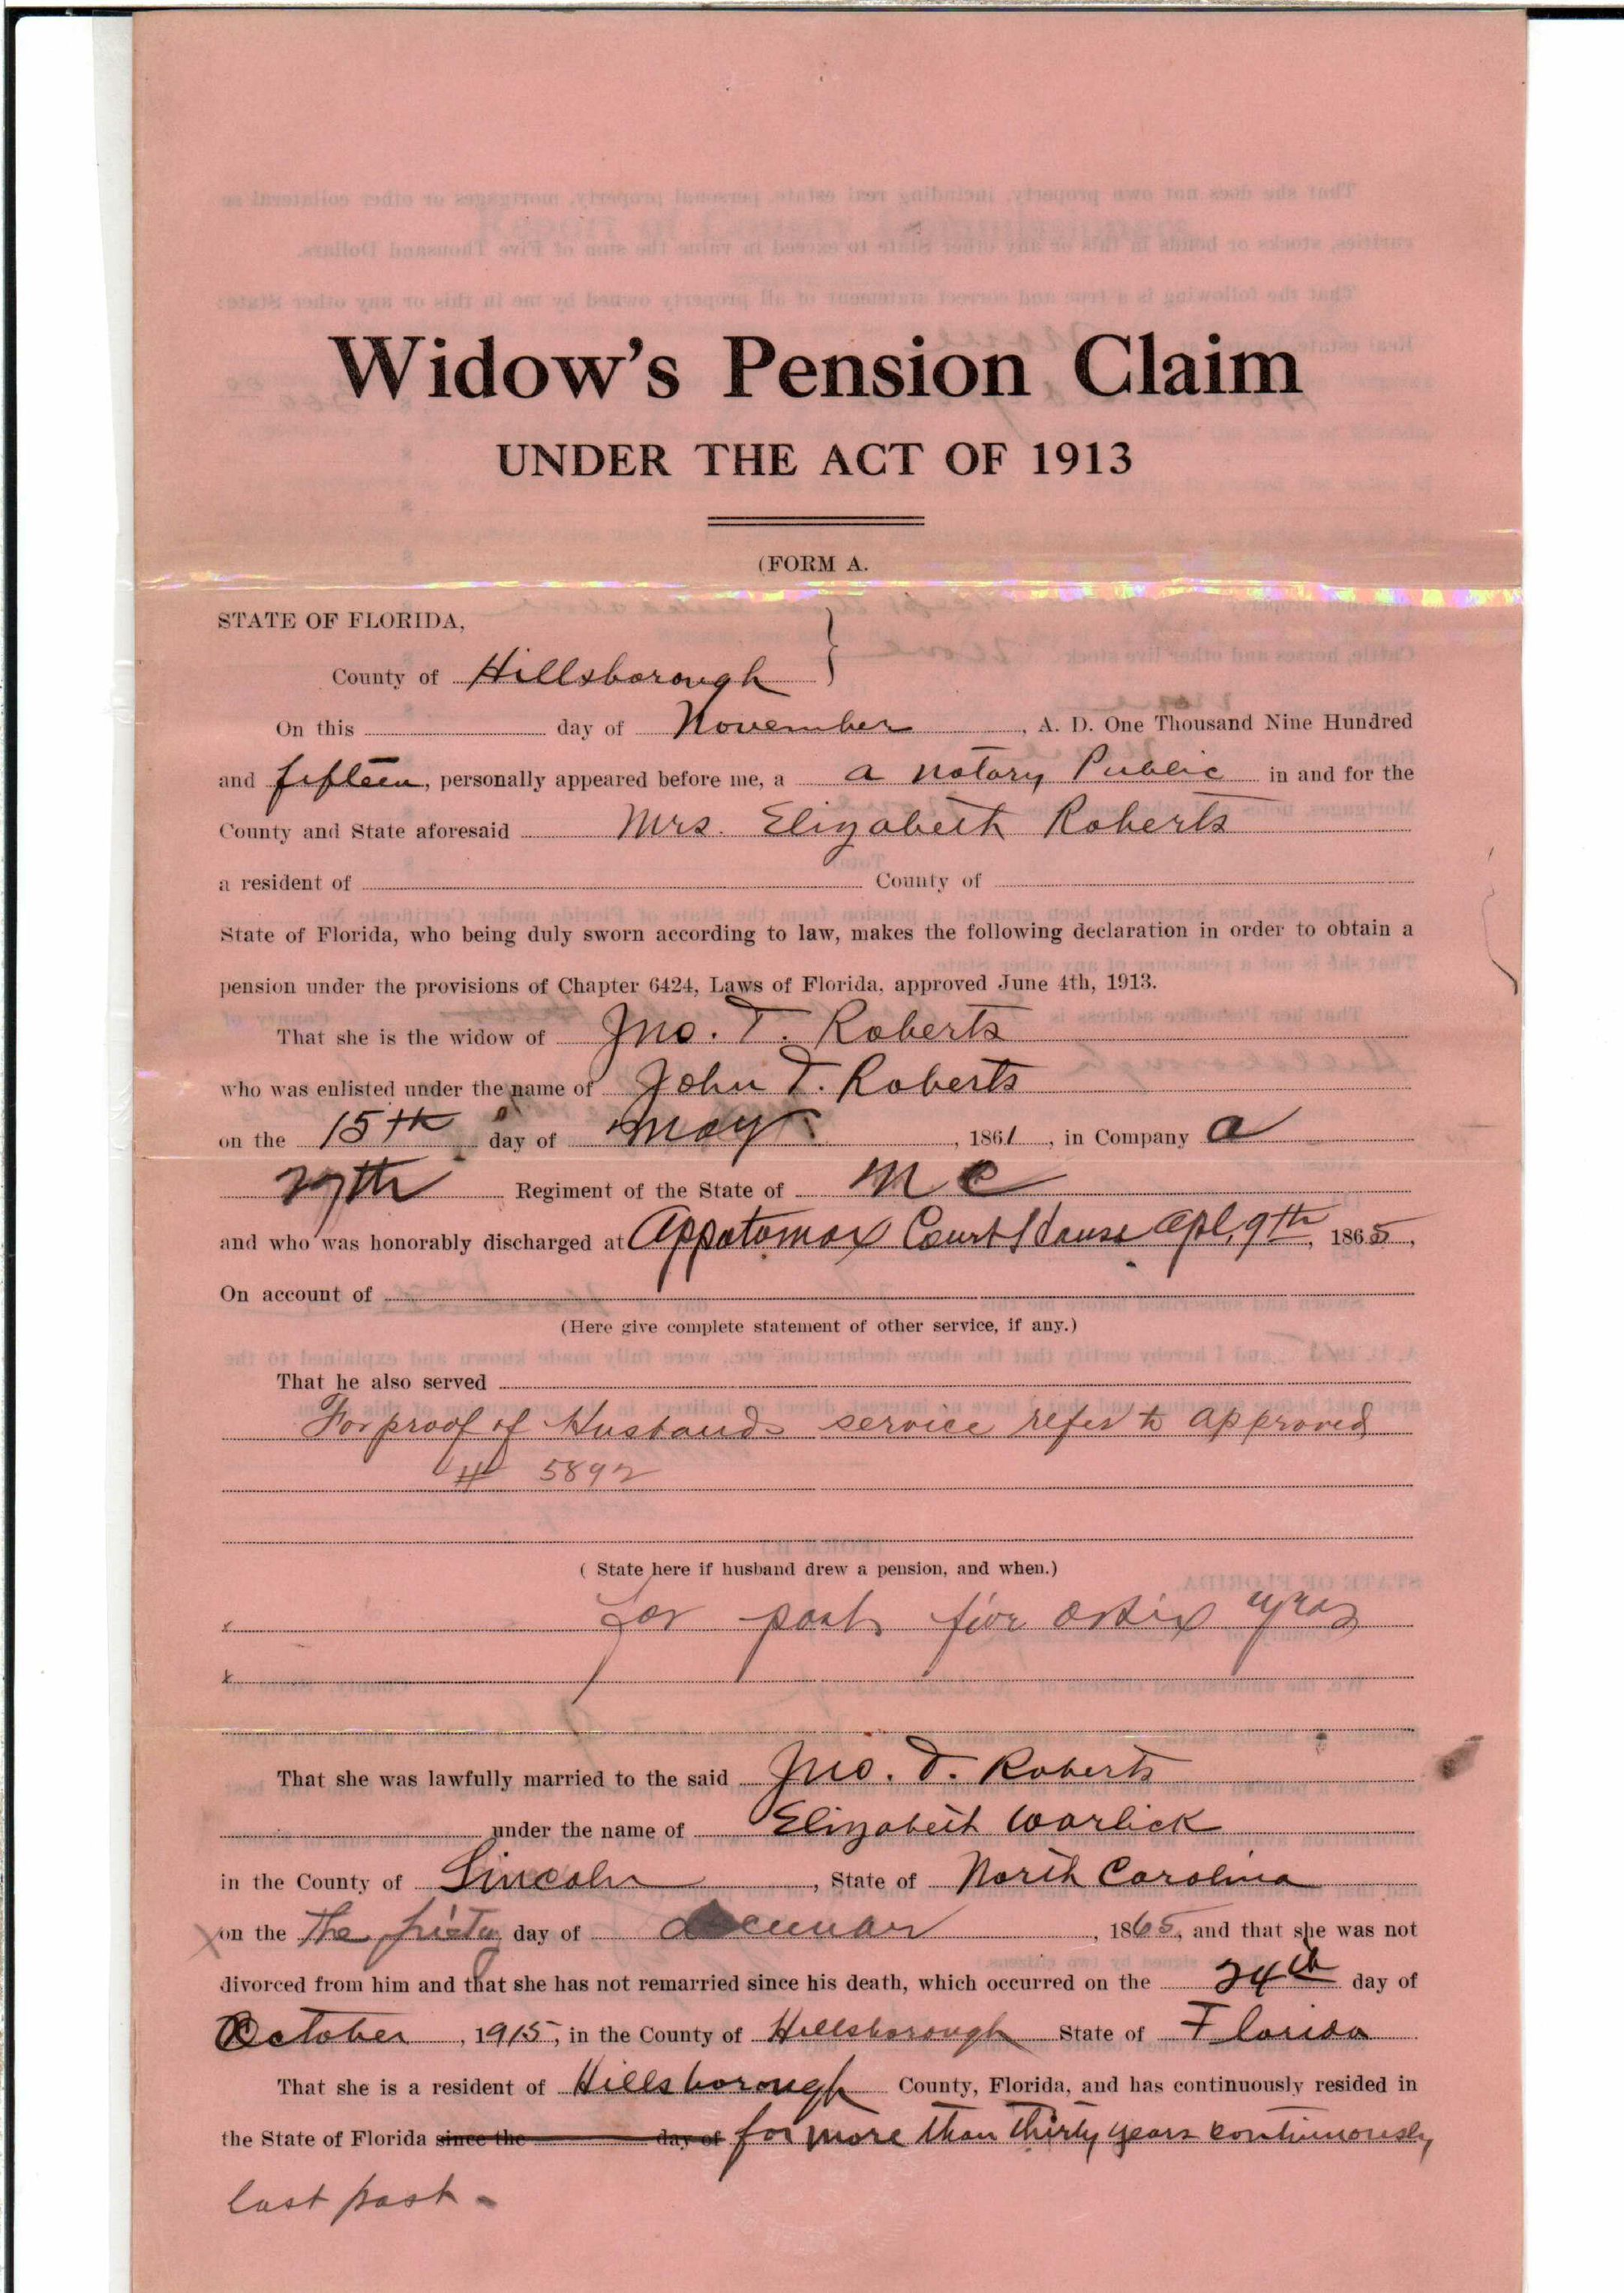 Widow's Pension Claim
UNDER THE ACT OF 1913
(FORM A.
STATE OF FLORIDA,
County of Hillsborough
On this day of November, A. D. One Thousand Nine Hundred
and fifteen, personally appeared before me, a a Notary Public in and for the
County and State aforesaid Mrs. Elizabeth Roberts
a resident of County of
State of Florida, who being duly sworn according to law, makes the following declaration in order to obtain a
pension under the provisions of Chapter 6424, Laws of Florida, approved June 4th, 1913.
That she is the widow of Jno. T. Roberts
who was enlisted under the name of John T. Roberts
on the 15th day of May, 1861, in Company a
27th Regiment of the State of N C
and who was honorably discharged at Appatomax Court House Apl. 9th, 1865,
On account of
(Here give complete statement of other service, if any.)
That he also served
For proof of Husbands service refer to approved
# 5892
( State here if husband drew a pension, and when.)
for past five or six yras
That she was lawfully married to the said Jno. T. Roberts
under the name of Elizabeth Warlick
in the County of Lincoln, State of North Carolina
on the The day of, 1865, and that she was not
divorced from him and that she has not remarried since his death, which occurred on the 24th day of
October, 1915, in the County of Hillsborough State of Florida
That she is a resident of Hillsborough County, Florida, and has continuously resided in
the State of Florida since the day of for more than thirty years continuously
last past -